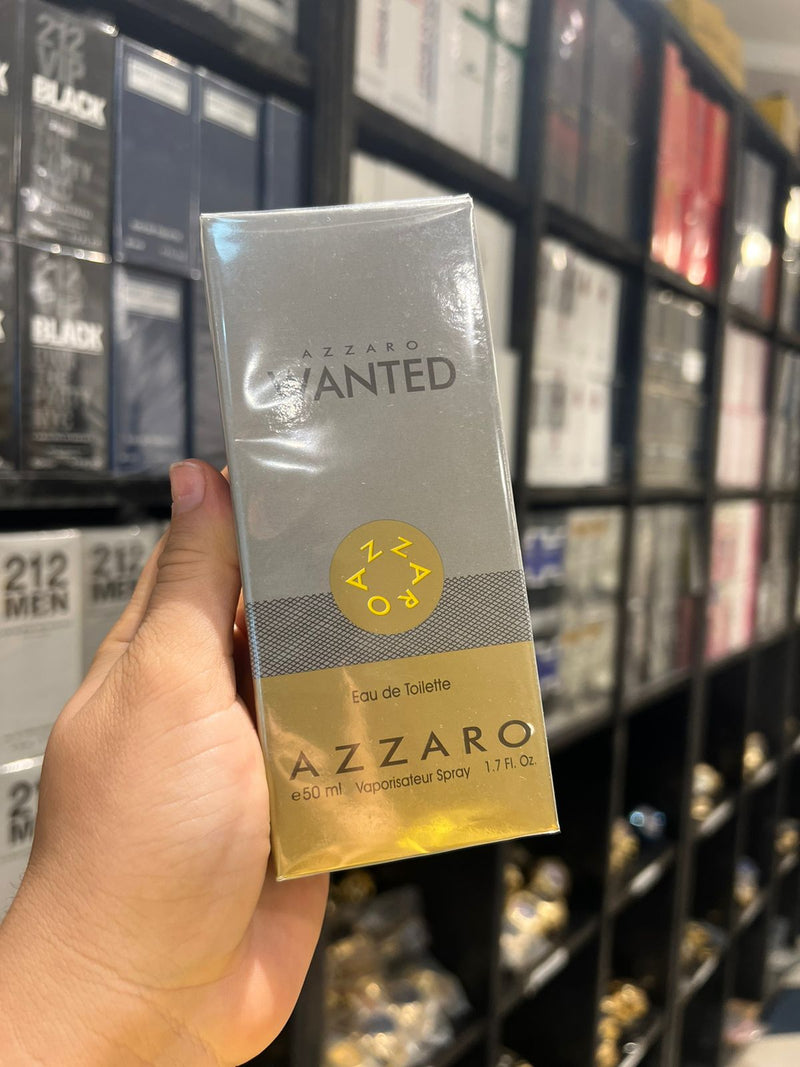 212
VIP
BLACK
BLACK
212
MEN
212
MEN
AZZARO
WANTED
AZZARO
Eau de Toilette
AZZARO
e50 ml Vaporisateur Spray 1.7 Fl. Oz.